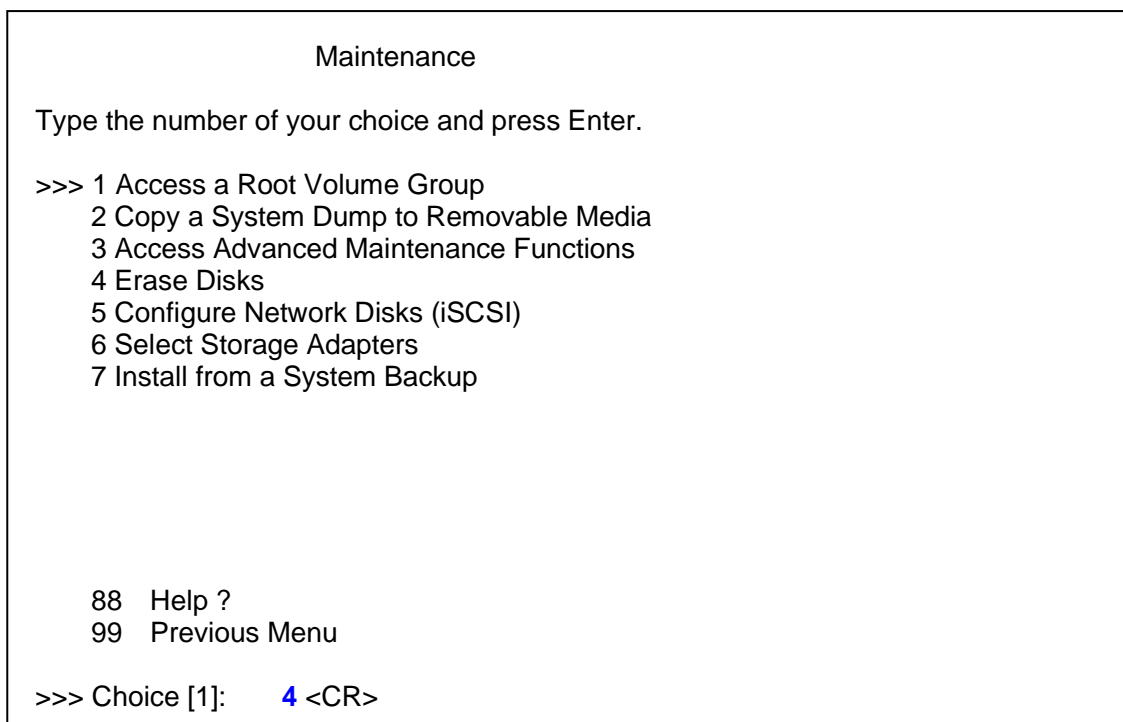 Maintenance
Type the number of your choice and press Enter.
>>> 1 Access a Root Volume Group
2 Copy a System Dump to Removable Media
3 Access Advanced Maintenance Functions
4 Erase Disks
5 Configure Network Disks (iSCSI)
6 Select Storage Adapters
7 Install from a System Backup
88 Help ?
99 Previous Menu
>>> Choice [1]: 4 <CR>